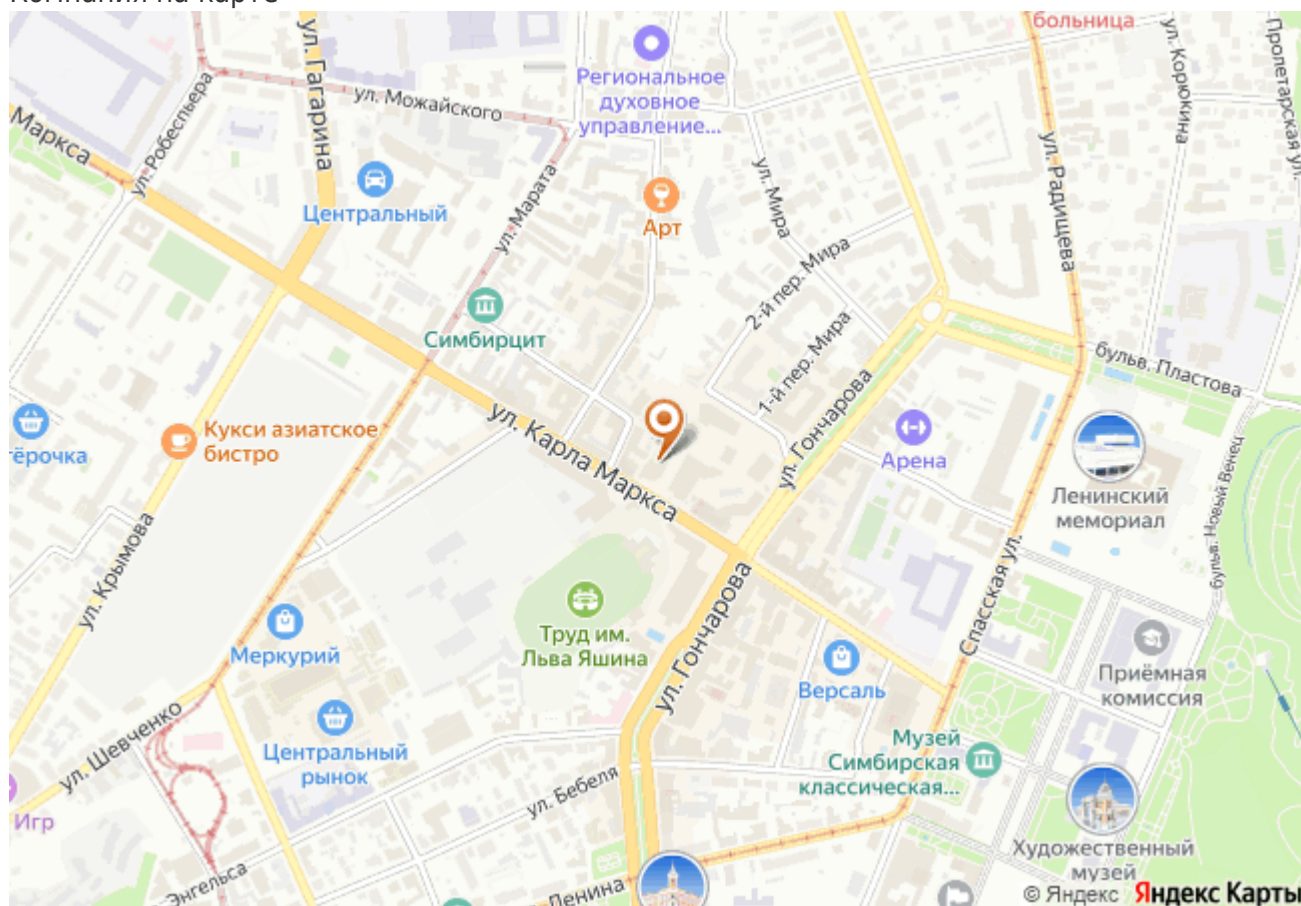 Компания на карте
больница
ул. Гагарина
Региональное
духовное
управление...
ул. Корюкина
Пролетарская ул.
ул. Можайского
Маркса
ул. Робеспьера
ул. Радищева
Центральный
ул. Марата
Арт
ул. Мира
2-й пер. Мира
Симбирцит
1-й пер. Мира
бульв. Пластова
ул. Карла Маркса
ул. Гончарова
Кукси азиатское
бистро
тёрочка
Арена
Ленинский
мемориал
бульв. Новый Венец
ул. Крымова
Спасская ул.
Труд им.
Льва Яшина
Меркурий
ул. Гончарова
Версаль
Приёмная
комиссия
ул. Шевченко
Центральный
рынок
Музей
Симбирская
классическая...
ул. Бебеля
Игр
Художественный
музей
Энгельса
Ленина
© Яндекс Яндекс Карты